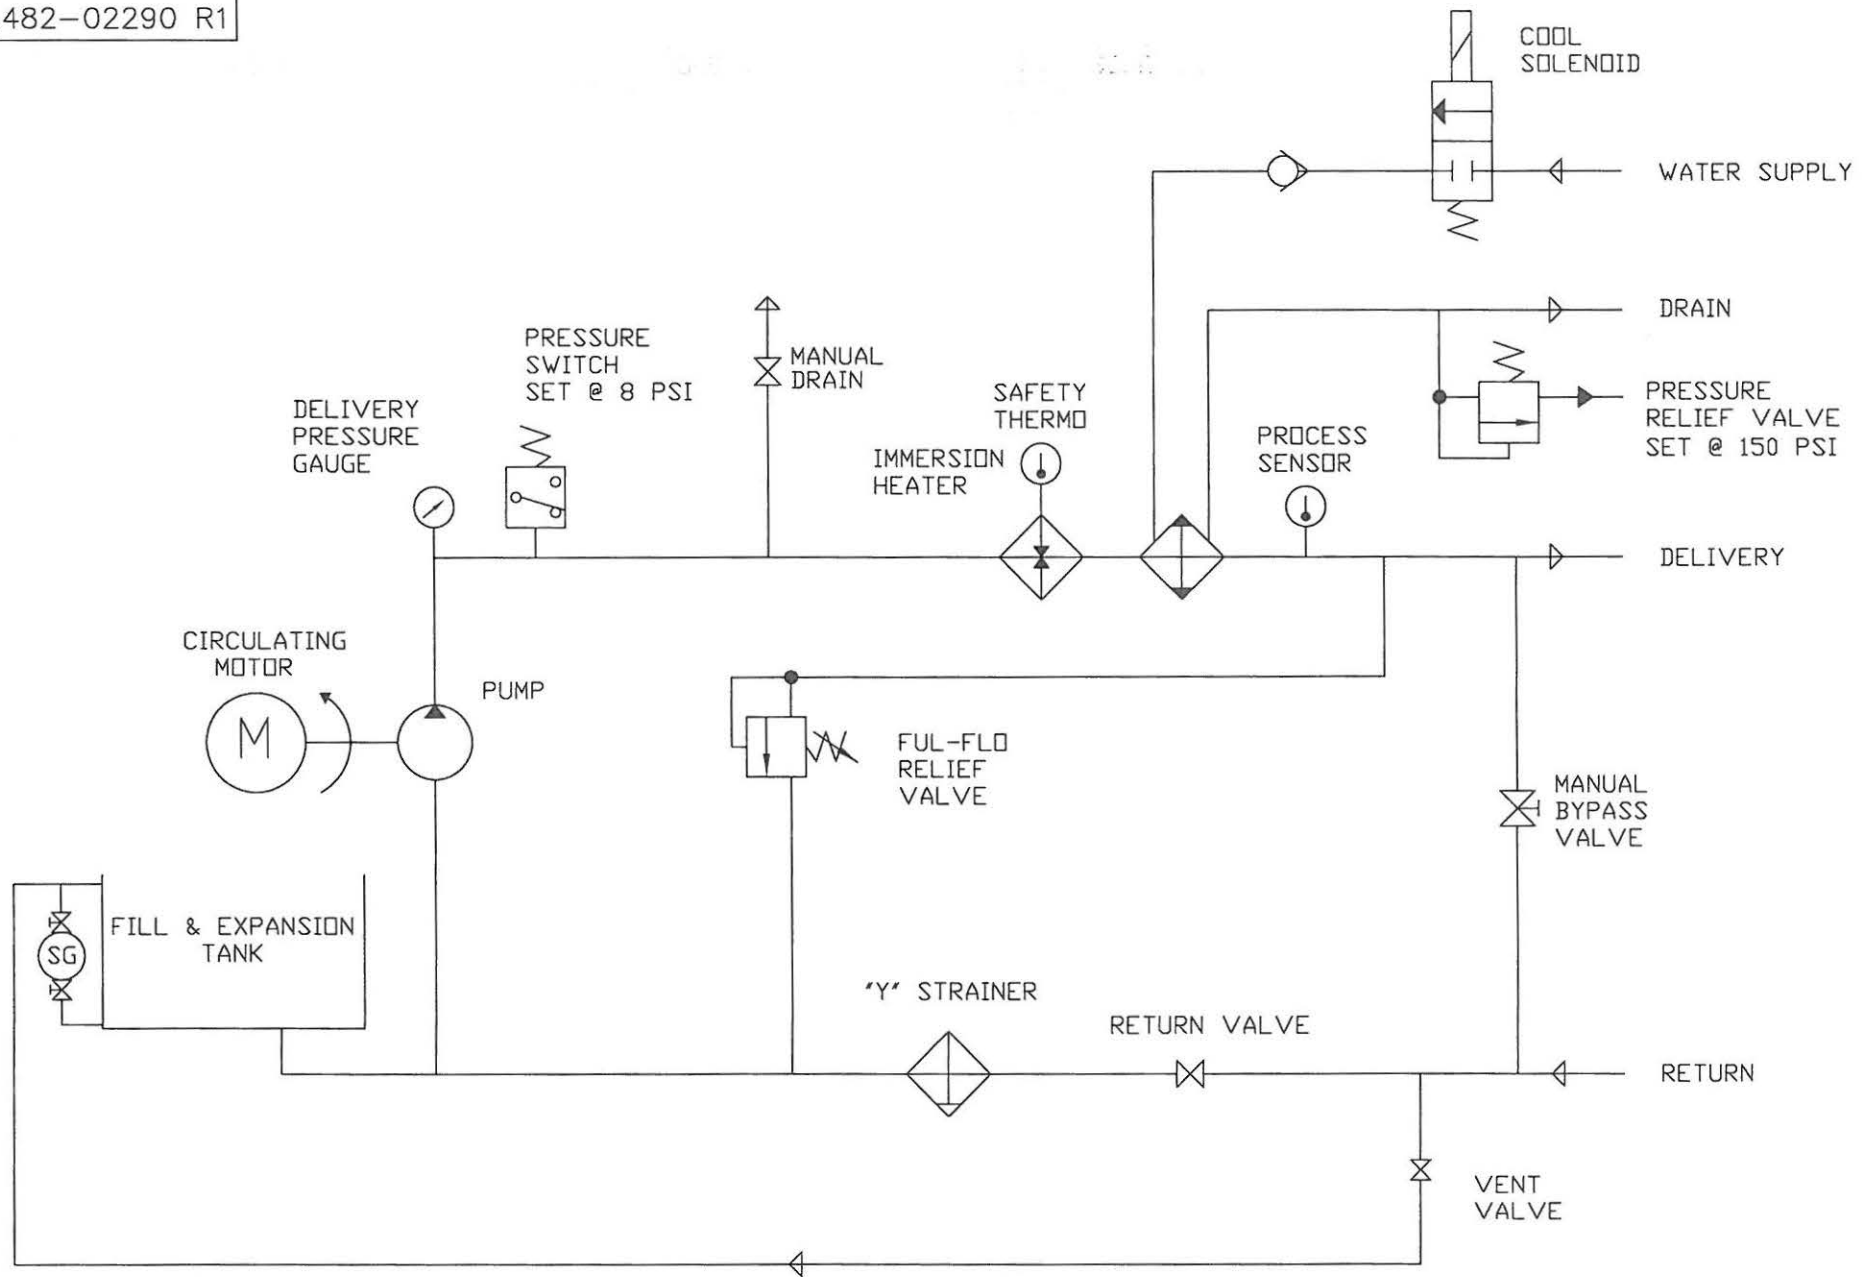 482-02290 R1
COOL
SOLENOID
WATER SUPPLY
DRAIN
PRESSURE
SWITCH
SET @ 8 PSI
MANUAL
DRAIN
DELIVERY
PRESSURE
GAUGE
SAFETY
THERMO
IMMERSION
HEATER
PROCESS
SENSOR
PRESSURE
RELIEF VALVE
SET @ 150 PSI
DELIVERY
CIRCULATING
MOTOR
M
PUMP
FUL-FLO
RELIEF
VALVE
MANUAL
BYPASS
VALVE
FILL & EXPANSION
TANK
SG
"Y" STRAINER
RETURN VALVE
RETURN
VENT
VALVE